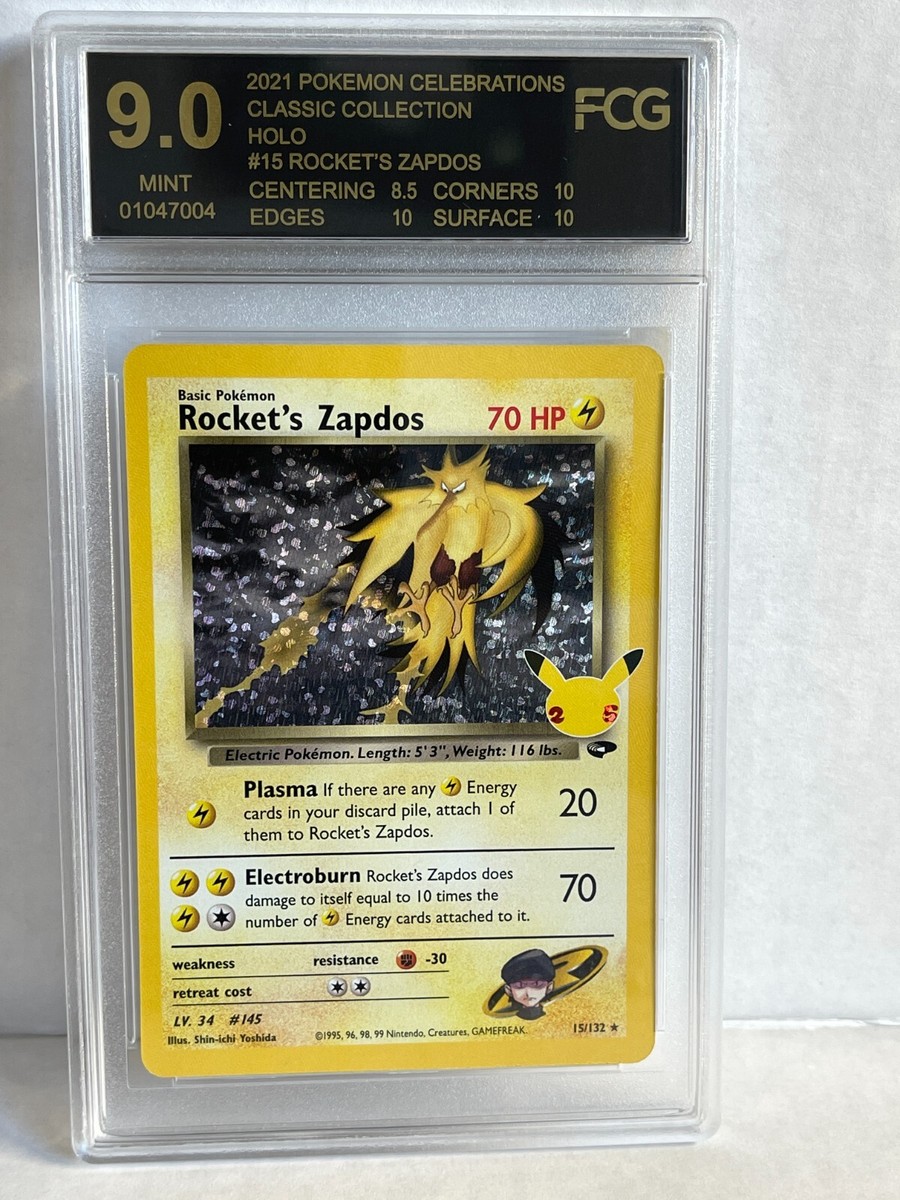 9.0
MINT
01047004
2021 POKEMON CELEBRATIONS
CLASSIC COLLECTION
HOLO
#15 ROCKET'S ZAPDOS
CENTERING 8.5 CORNERS 10
EDGES 10 SURFACE 10
FCG
Basic Pokémon
Rocket's Zapdos 70 HP
25
Electric Pokémon. Length: 5' 3", Weight: 116 lbs.
Plasma If there are any Energy
cards in your discard pile, attach 1 of
them to Rocket's Zapdos.
20
Electroburn Rocket's Zapdos does
damage to itself equal to 10 times the
number of Energy cards attached to it.
70
weakness resistance -30
retreat cost
LV. 34 #145
Illus. Shin-ichi Yoshida
©1995, 96, 98, 99 Nintendo, Creatures, GAMEFREAK.
15/132 ★